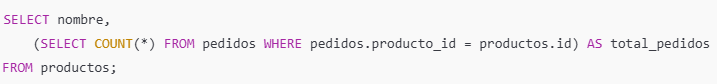 SELECT nombre,
    (SELECT COUNT(*) FROM pedidos WHERE pedidos.producto_id = productos.id) AS total_pedidos
FROM productos;